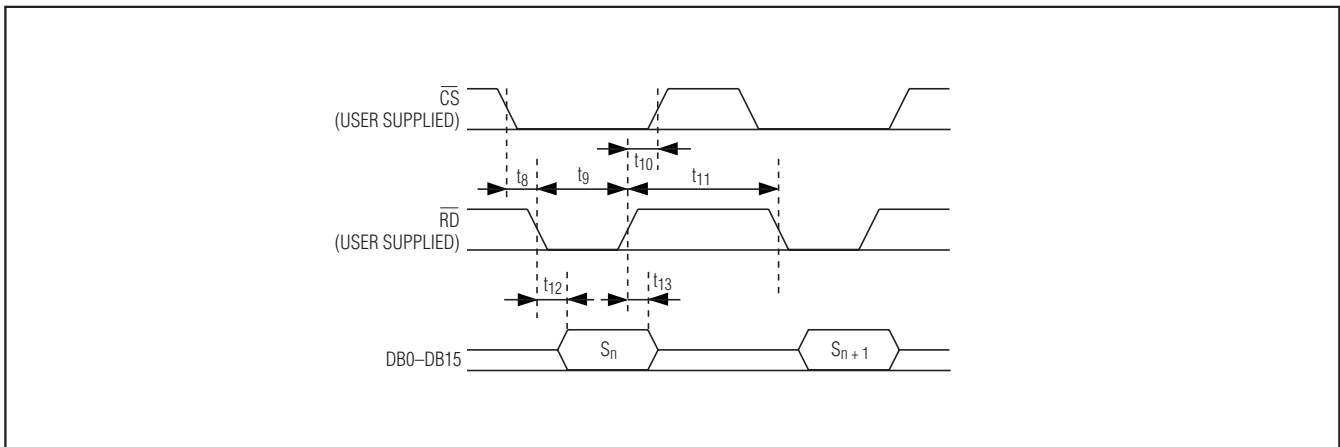 CS
(USER SUPPLIED)
t10
t8
t9
t11
RD
(USER SUPPLIED)
t12
t13
DB0–DB15
Sn
Sn + 1